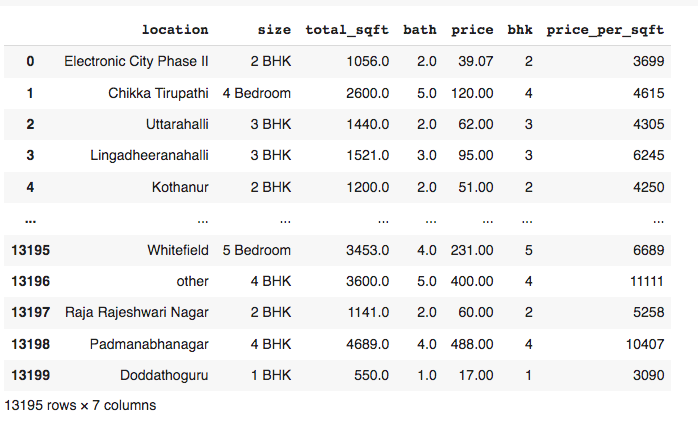 location size total_sqft bath price bhk price_per_sqft
0 Electronic City Phase II 2 BHK 1056.0 2.0 39.07 2 3699
1 Chikka Tirupathi 4 Bedroom 2600.0 5.0 120.00 4 4615
2 Uttarahalli 3 BHK 1440.0 2.0 62.00 3 4305
3 Lingadheeranahalli 3 BHK 1521.0 3.0 95.00 3 6245
4 Kothanur 2 BHK 1200.0 2.0 51.00 2 4250
... ... ... ... ... ... ... ...
13195 Whitefield 5 Bedroom 3453.0 4.0 231.00 5 6689
13196 other 4 BHK 3600.0 5.0 400.00 4 11111
13197 Raja Rajeshwari Nagar 2 BHK 1141.0 2.0 60.00 2 5258
13198 Padmanabhanagar 4 BHK 4689.0 4.0 488.00 4 10407
13199 Doddathoguru 1 BHK 550.0 1.0 17.00 1 3090
13195 rows × 7 columns